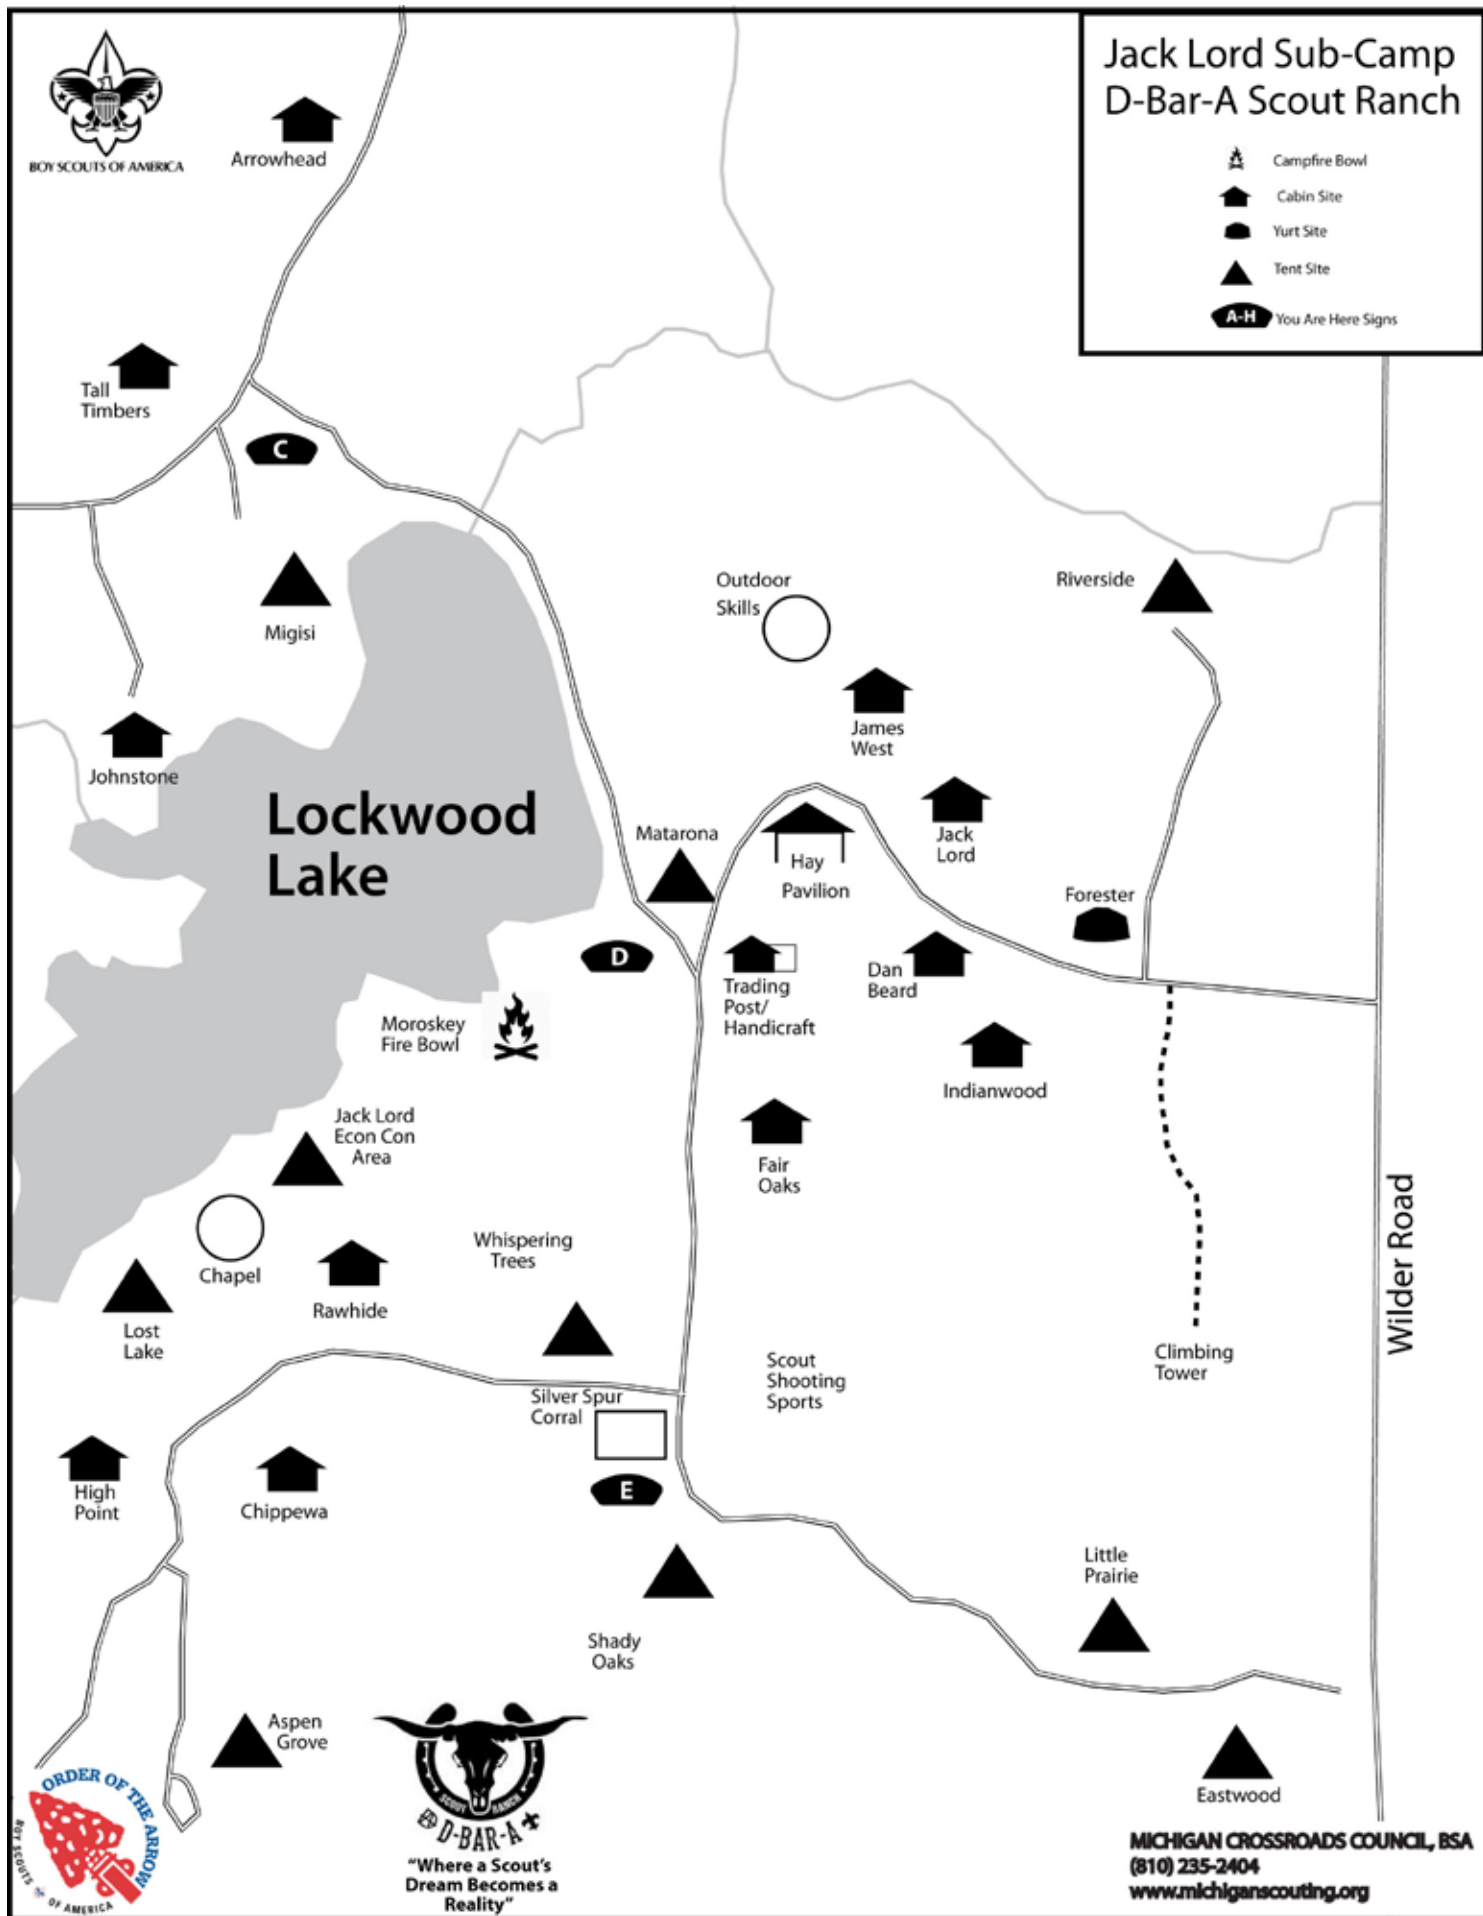 Jack Lord Sub-Camp
D-Bar-A Scout Ranch
Campfire Bowl
Cabin Site
Yurt Site
Tent SIte
A-H You Are Here Signs
BOY SCOUTS OF AMERICA
Arrowhead
Tall
Timbers
C
Migisi
Johnstone
Lockwood
Lake
Outdoor
Skills
Riverside
James
West
Jack
Lord
Matarona
Hay
Pavilion
Forester
D
Trading
Post/
Handicraft
Dan
Beard
Moroskey
Fire Bowl
Indianwood
Jack Lord
Econ Con
Area
Fair
Oaks
Chapel
Whispering
Trees
Rawhide
Lost
Lake
Wilder Road
Climbing
Tower
Scout
Shooting
Sports
Silver Spur
Corral
E
High
Point
Chippewa
Little
Prairie
Shady
Oaks
Aspen
Grove
Eastwood
ORDER OF THE ARROW
BOY SCOUTS OF AMERICA
SCOUT RANCH
D-BAR-A
"Where a Scout's
Dream Becomes a
Reality"
MICHIGAN CROSSROADS COUNCIL, BSA
(810) 235-2404
www.michiganscouting.org